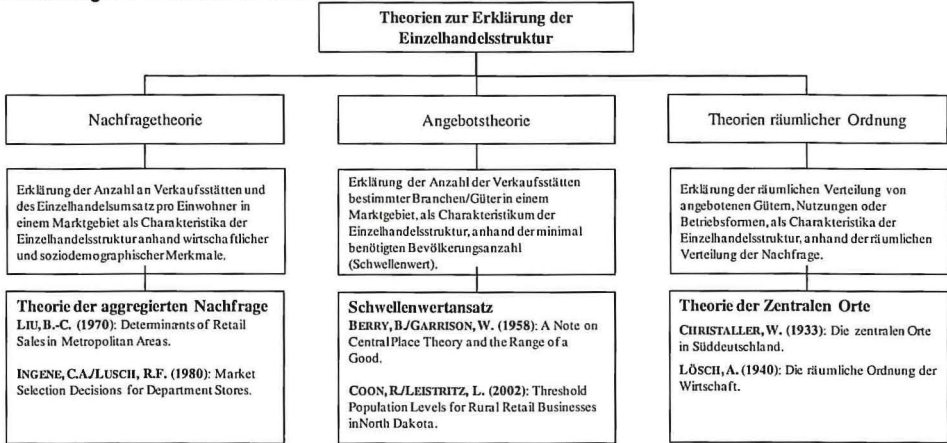 Theorien zur Erklärung der
Einzelhandelsstruktur
Nachfragetheorie
Erklärung der Anzahl an Verkaufsstätten und
des Einzelhandelsumsatz pro Einwohner in
einem Marktgebiet als Charakteristika der
Einzelhandelsstruktur anhand wirtschaftlicher
und soziodemographischer Merkmale.
Theorie der aggregierten Nachfrage
LIU, B.-C. (1970): Determinants of Retail
Sales in Metropolitan Areas.
INGENE, C.A/LUSCH, R.F. (1980): Market
Selection Decisions for Department Stores.
Angebotstheorie
Erklärung der Anzahl der Verkaufsstätten
bestimmter Branchen/Güter in einem
Marktgebiet, als Charakteristikum der
Einzelhandelsstruktur, anhand der minimal
benötigten Bevölkerungsanzahl
(Schwellenwert).
Schwellenwertansatz
BERRY, B./GARRISON, W. (1958): A Note on
Central Place Theory and the Range of a
Good.
COON, R./LEISTRITZ, L. (2002): Threshold
Population Levels for Rural Retail Businesses
in North Dakota.
Theorien räumlicher Ordnung
Erklärung der räumlichen Verteilung von
angebotenen Gütern, Nutzungen oder
Betriebsformen, als Charakteristika der
Einzelhandelsstruktur, anhand der räumlichen
Verteilung der Nachfrage.
Theorie der Zentralen Orte
CHRISTALLER, W. (1933): Die zentralen Orte
in Süddeutschland.
LÖSCH, A. (1940): Die räumliche Ordnung der
Wirtschaft.